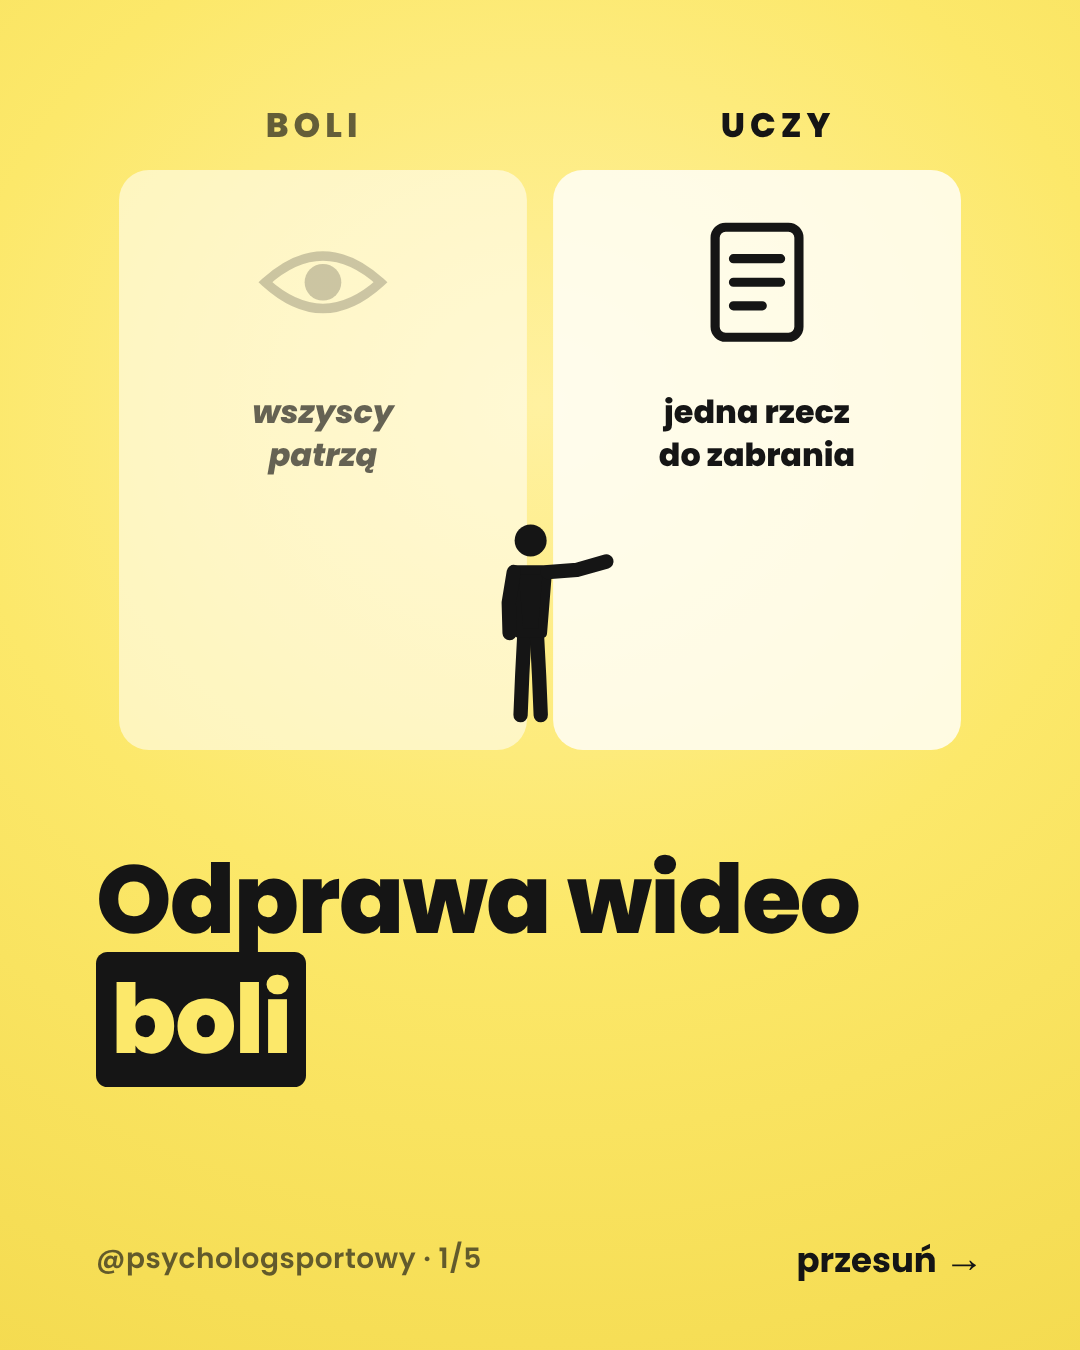 BOLI
UCZY
wszyscy
patrzą
jedna rzecz
do zabrania
Odprawa wideo
boli
@psychologsportowy · 1/5
przesuń →